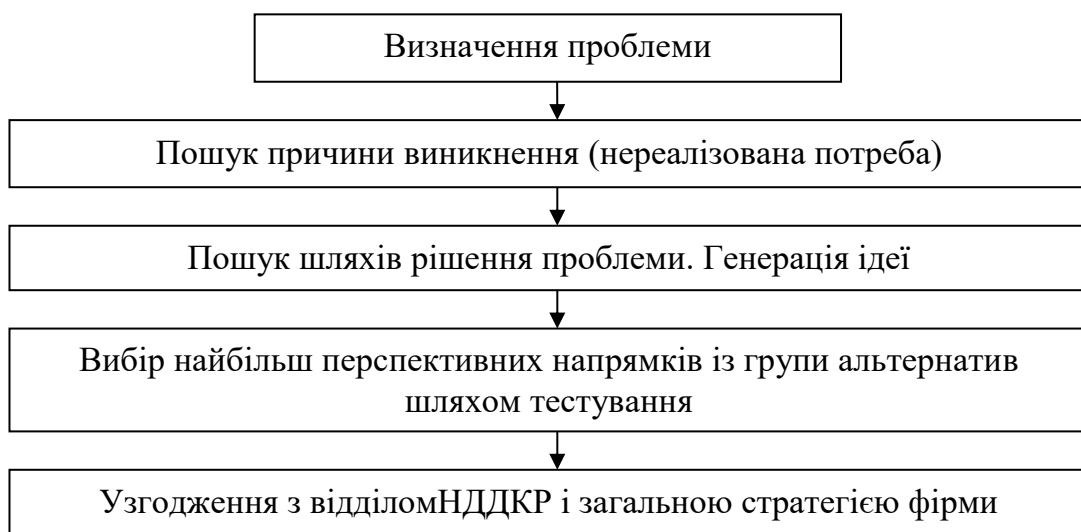 Визначення проблеми
Пошук причини виникнення (нереалізована потреба)
Пошук шляхів рішення проблеми. Генерація ідеї
Вибір найбільш перспективних напрямків із групи альтернатив
шляхом тестування
Узгодження з відділомНДДКР і загальною стратегією фірми